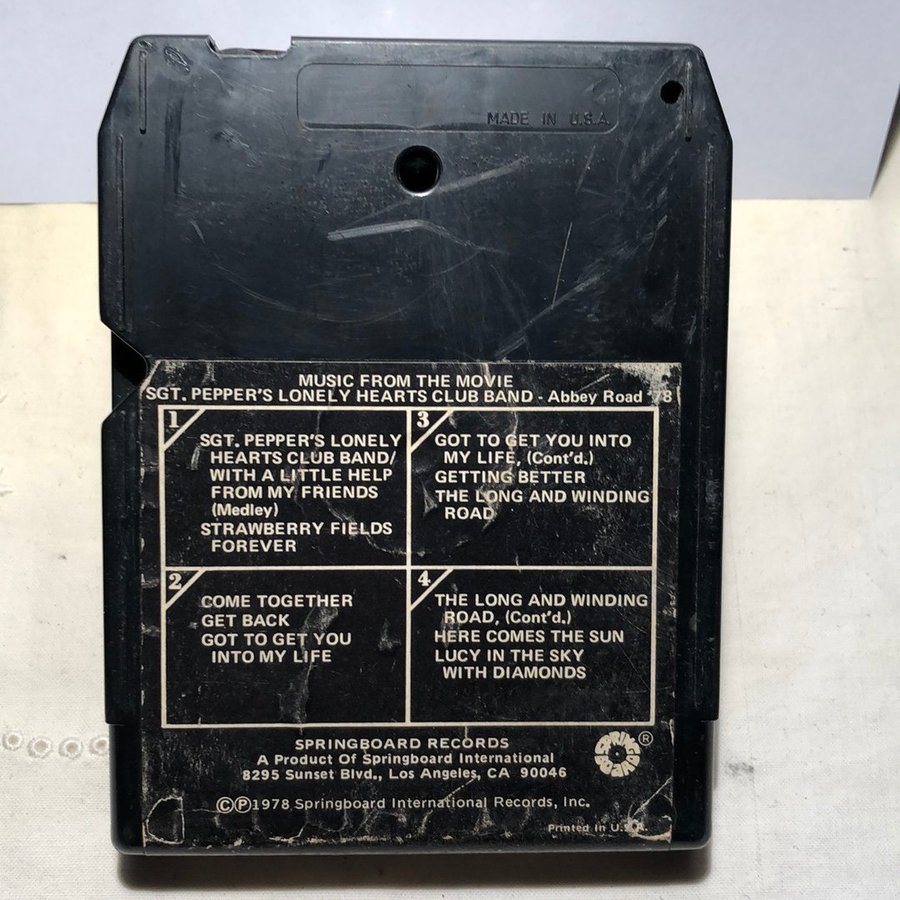 MADE IN U.S.A.
MUSIC FROM THE MOVIE
SGT. PEPPER'S LONELY HEARTS CLUB BAND - Abbey Road '78
1
SGT. PEPPER'S LONELY
HEARTS CLUB BAND/
WITH A LITTLE HELP
FROM MY FRIENDS
(Medley)
STRAWBERRY FIELDS
FOREVER
2
COME TOGETHER
GET BACK
GOT TO GET YOU
INTO MY LIFE
3
GOT TO GET YOU INTO
MY LIFE, (Cont'd.)
GETTING BETTER
THE LONG AND WINDING
ROAD
4
THE LONG AND WINDING
ROAD, (Cont'd.)
HERE COMES THE SUN
LUCY IN THE SKY
WITH DIAMONDS
SPRINGBOARD RECORDS
A Product Of Springboard International
8295 Sunset Blvd., Los Angeles, CA 90046
SPRING BOARD ®
©℗1978 Springboard International Records, Inc.
Printed In U.S.A.